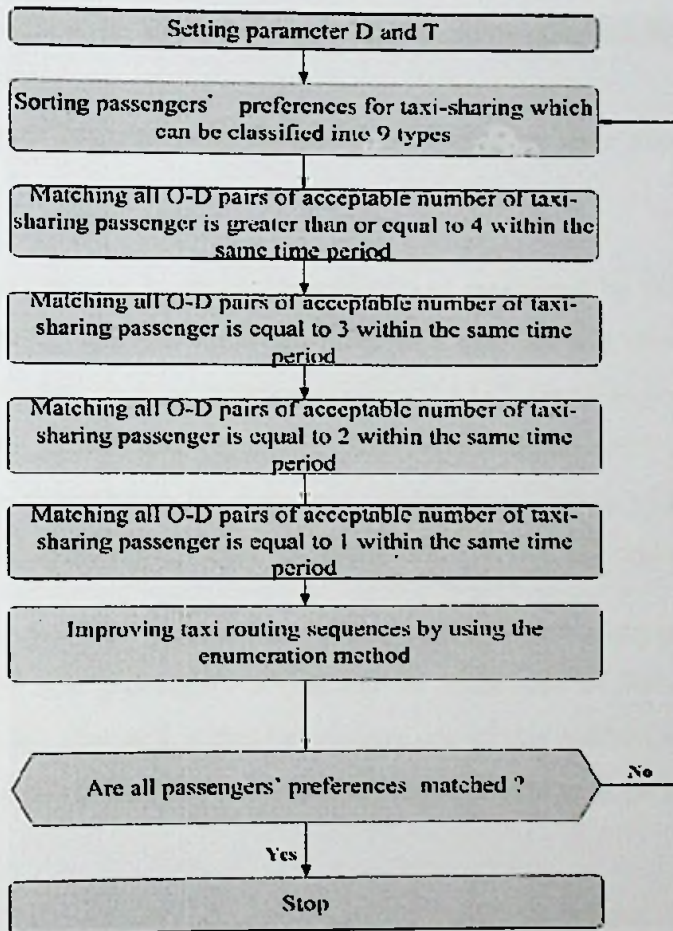 Setting parameter D and T
Sorting passengers' preferences for taxi-sharing which
can be classified into 9 types
Matching all O-D pairs of acceptable number of taxi-
sharing passenger is greater than or equal to 4 within the
same time period
Matching all O-D pairs of acceptable number of taxi-
sharing passenger is equal to 3 within the same time
period
Matching all O-D pairs of acceptable number of taxi-
sharing passenger is equal to 2 within the same time
period
Matching all O-D pairs of acceptable number of taxi-
sharing passenger is equal to 1 within the same time
period
Improving taxi routing sequences by using the
enumeration method
Are all passengers' preferences matched ?
No
Yes
Stop